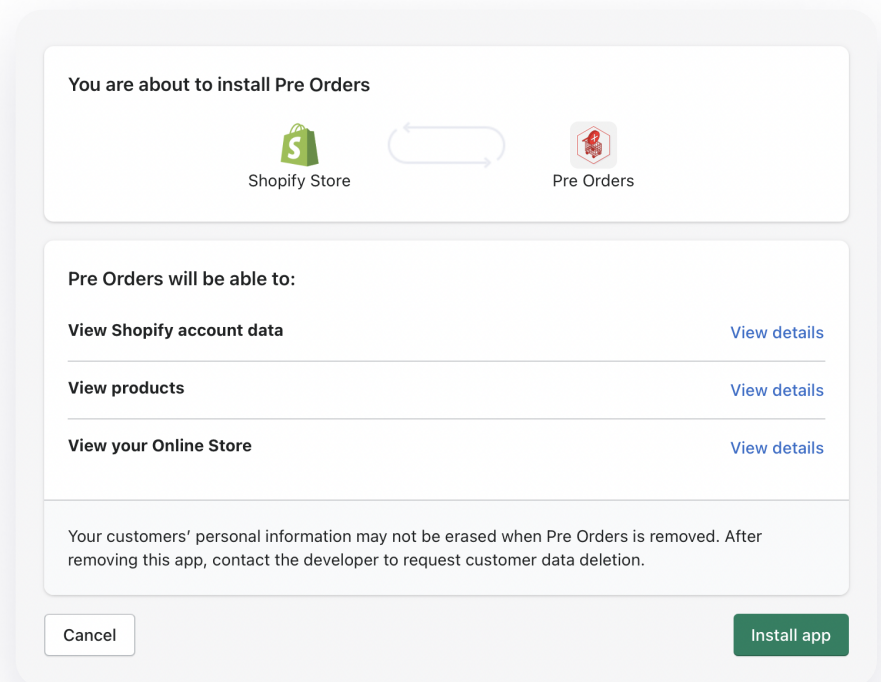 You are about to install Pre Orders
Shopify Store
Pre Orders
Pre Orders will be able to:
View Shopify account data
View details
View products
View details
View your Online Store
View details
Your customers’ personal information may not be erased when Pre Orders is removed. After
removing this app, contact the developer to request customer data deletion.
Cancel
Install app